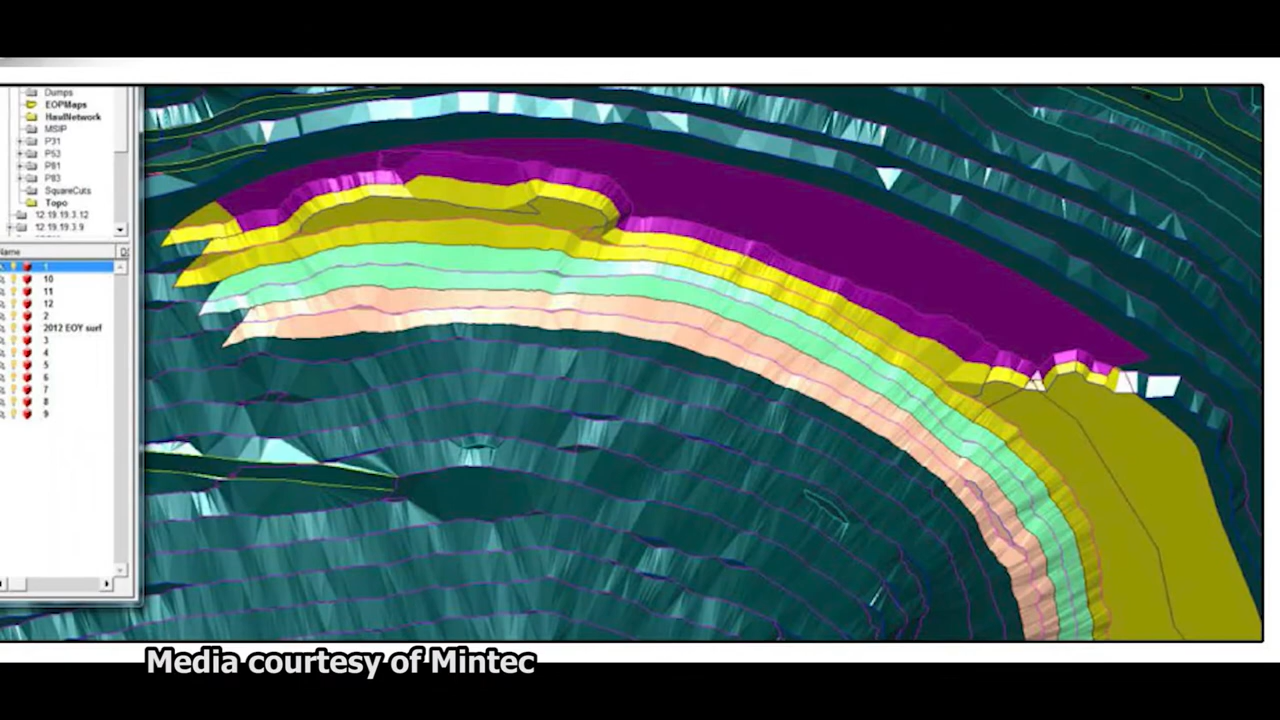 Dumps
EOPMaps
HaulNetwork
MSIP
P31
P53
P81
P83
SquareCuts
Topo
12.19.19.3.12
12.19.19.3.9
Name
1
10
11
12
2
2012 EOY surf
3
4
5
6
7
8
9
Media courtesy of Mintec